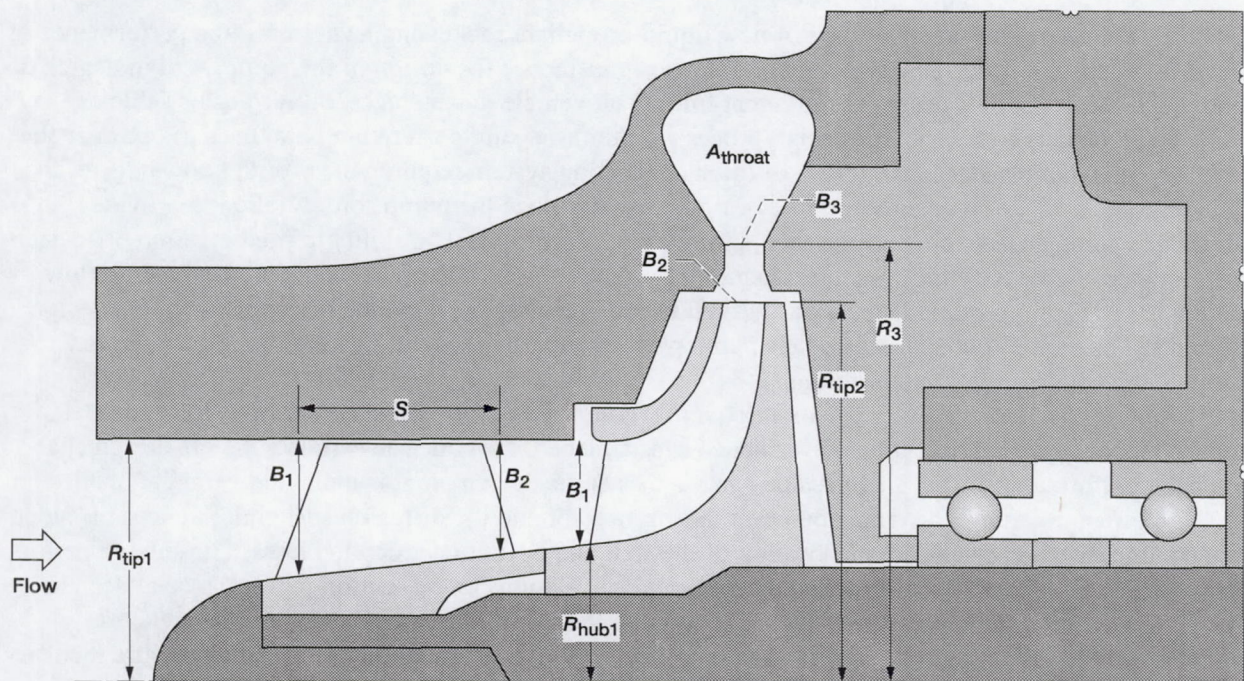 A_throat
B_3
B_2
R_3
R_tip2
S
B_1
B_2
B_1
R_tip1
Flow
R_hub1